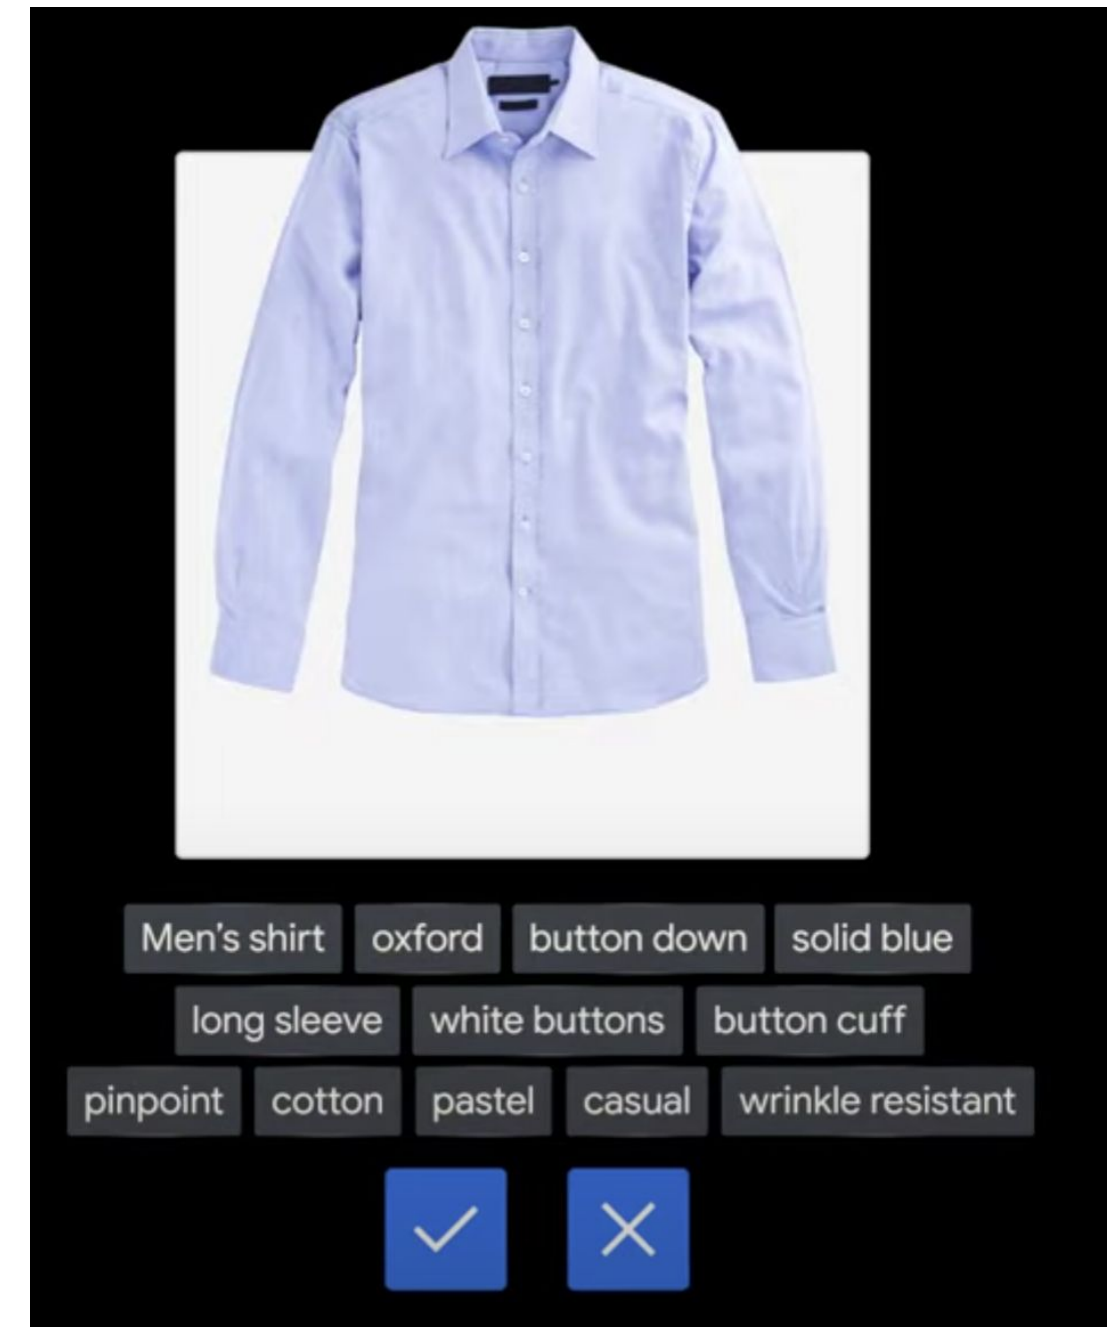 Men's shirt oxford button down solid blue
long sleeve white buttons button cuff
pinpoint cotton pastel casual wrinkle resistant